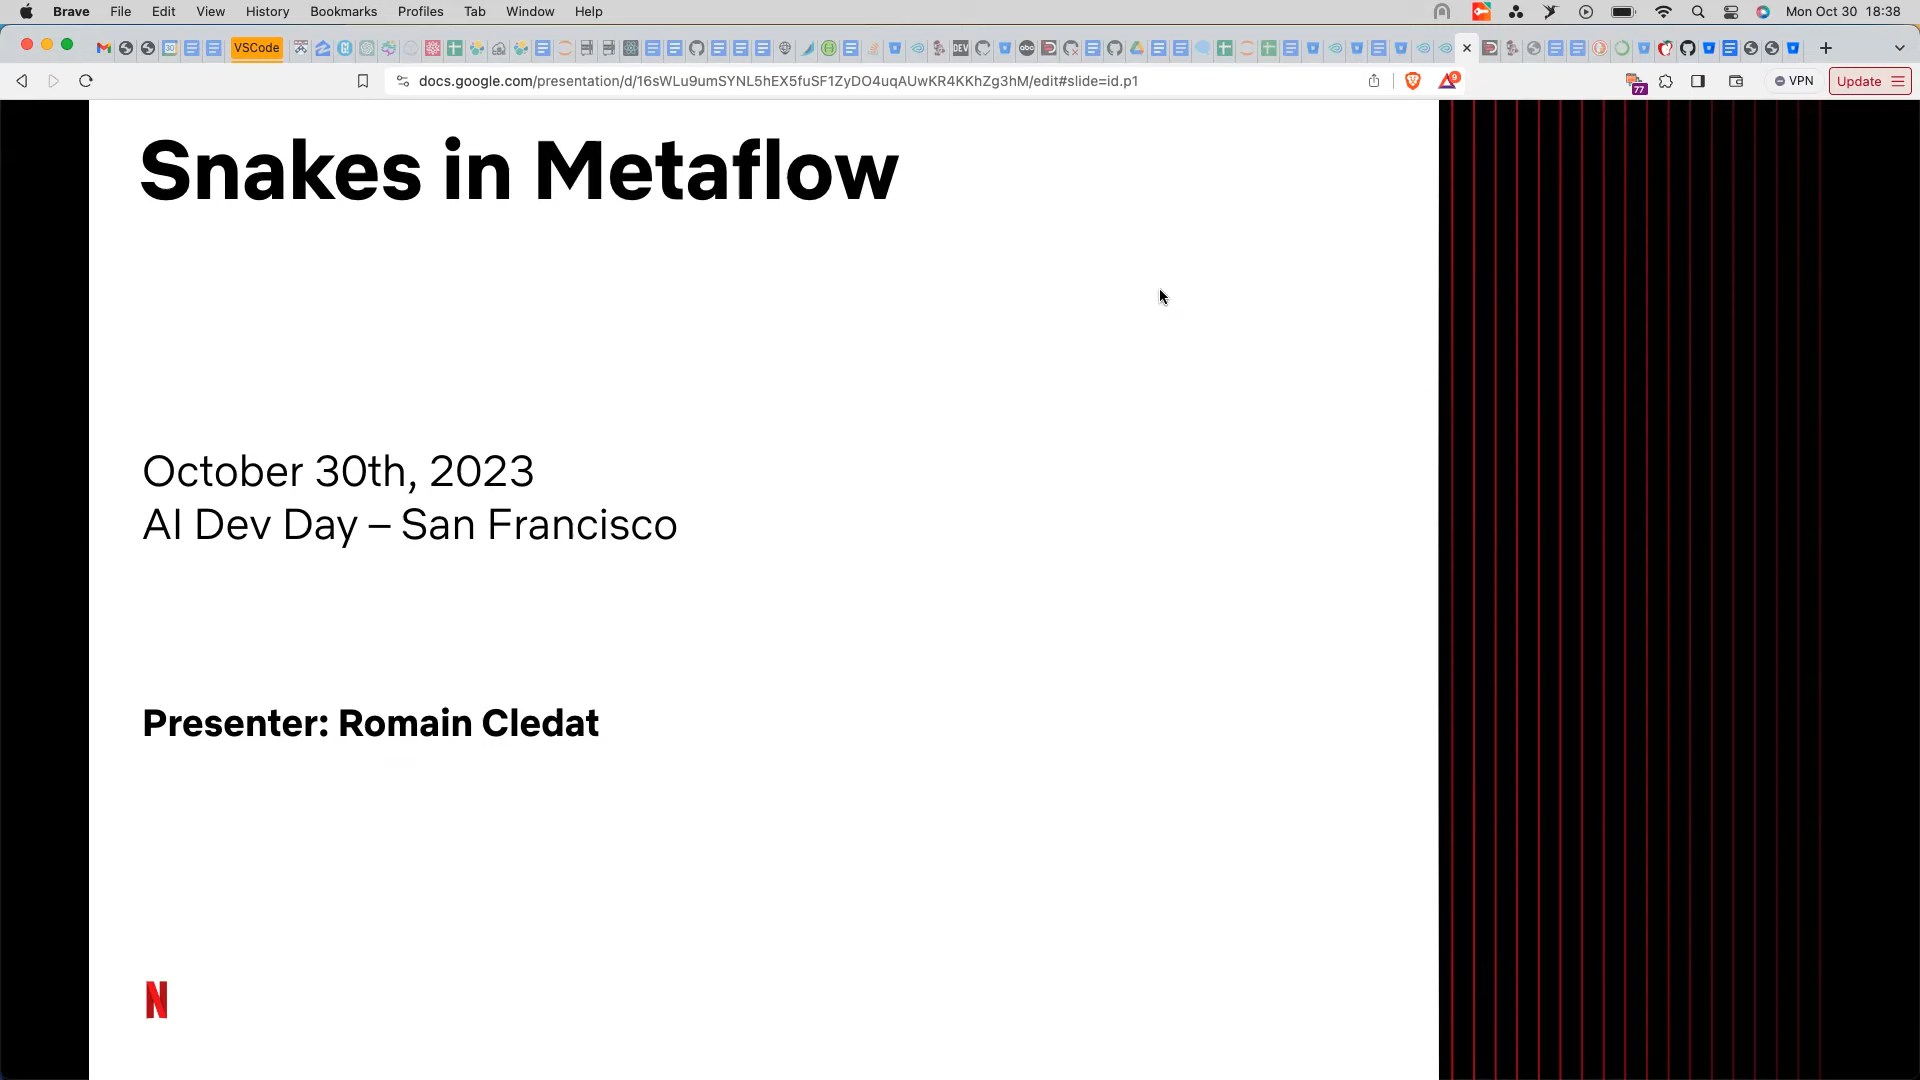 Brave File Edit View History Bookmarks Profiles Tab Window Help Mon Oct 30 18:38
VSCode
docs.google.com/presentation/d/16sWLu9umSYNL5hEX5fuSF1ZyDO4uqAUwKR4KKhZg3hM/edit#slide=id.p1
9
77
VPN
Update
Snakes in Metaflow
October 30th, 2023
AI Dev Day – San Francisco
Presenter: Romain Cledat
N